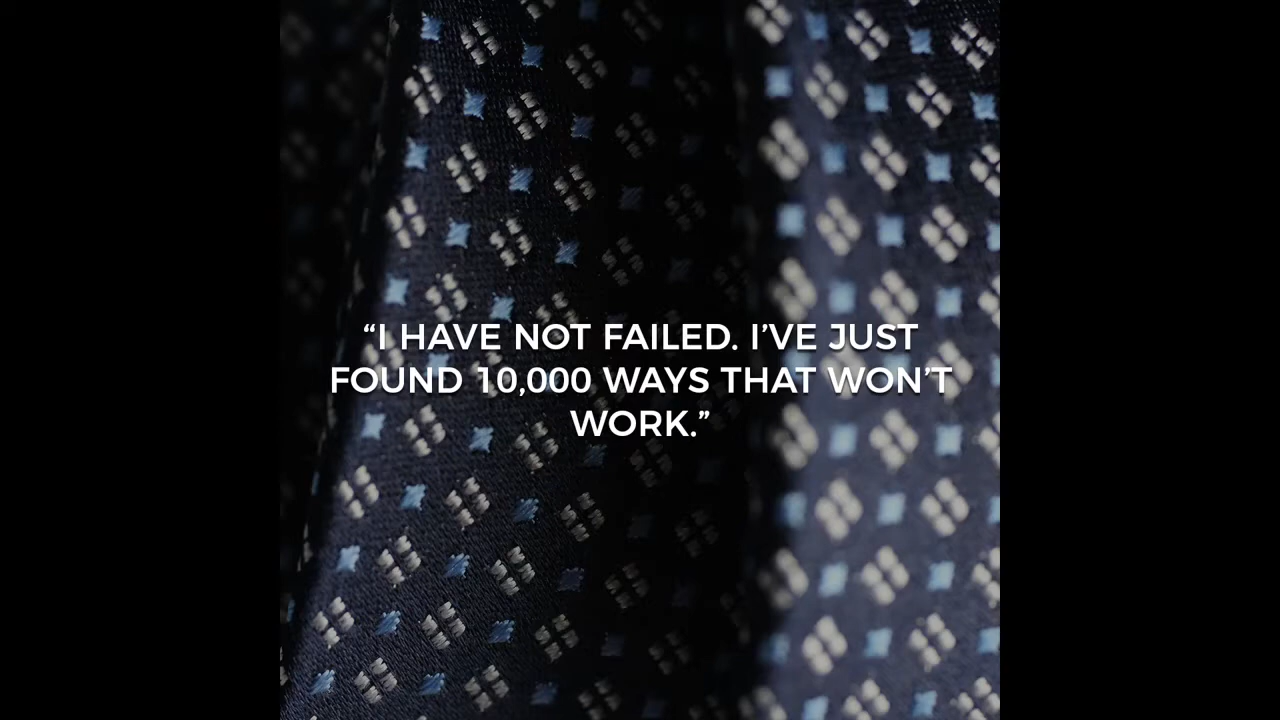 “I HAVE NOT FAILED. I’VE JUST
FOUND 10,000 WAYS THAT WON’T
WORK.”